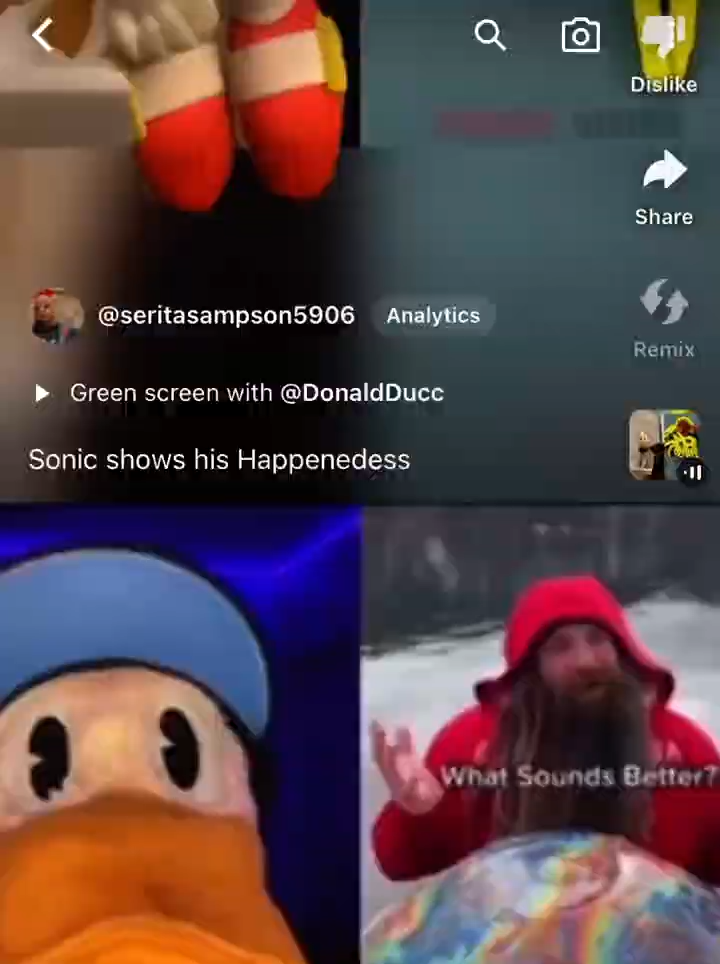 Dislike
Share
@seritasampson5906 Analytics
Remix
Green screen with @DonaldDucc
Sonic shows his Happenedess
What Sounds Better?